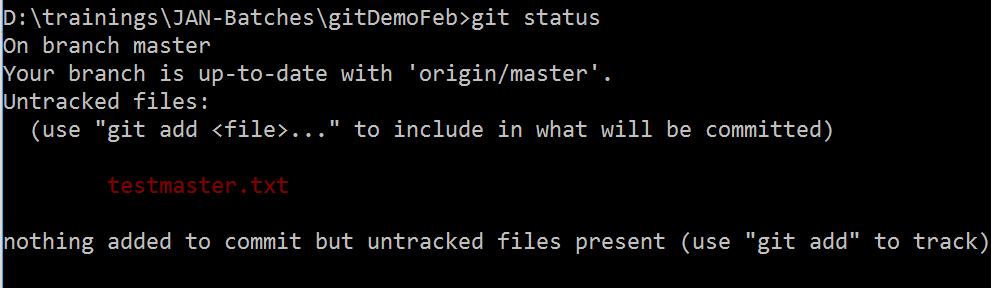 D:\trainings\JAN-Batches\gitDemoFeb>git status
On branch master
Your branch is up-to-date with 'origin/master'.
Untracked files:
  (use "git add <file>..." to include in what will be committed)
        testmaster.txt
nothing added to commit but untracked files present (use "git add" to track)